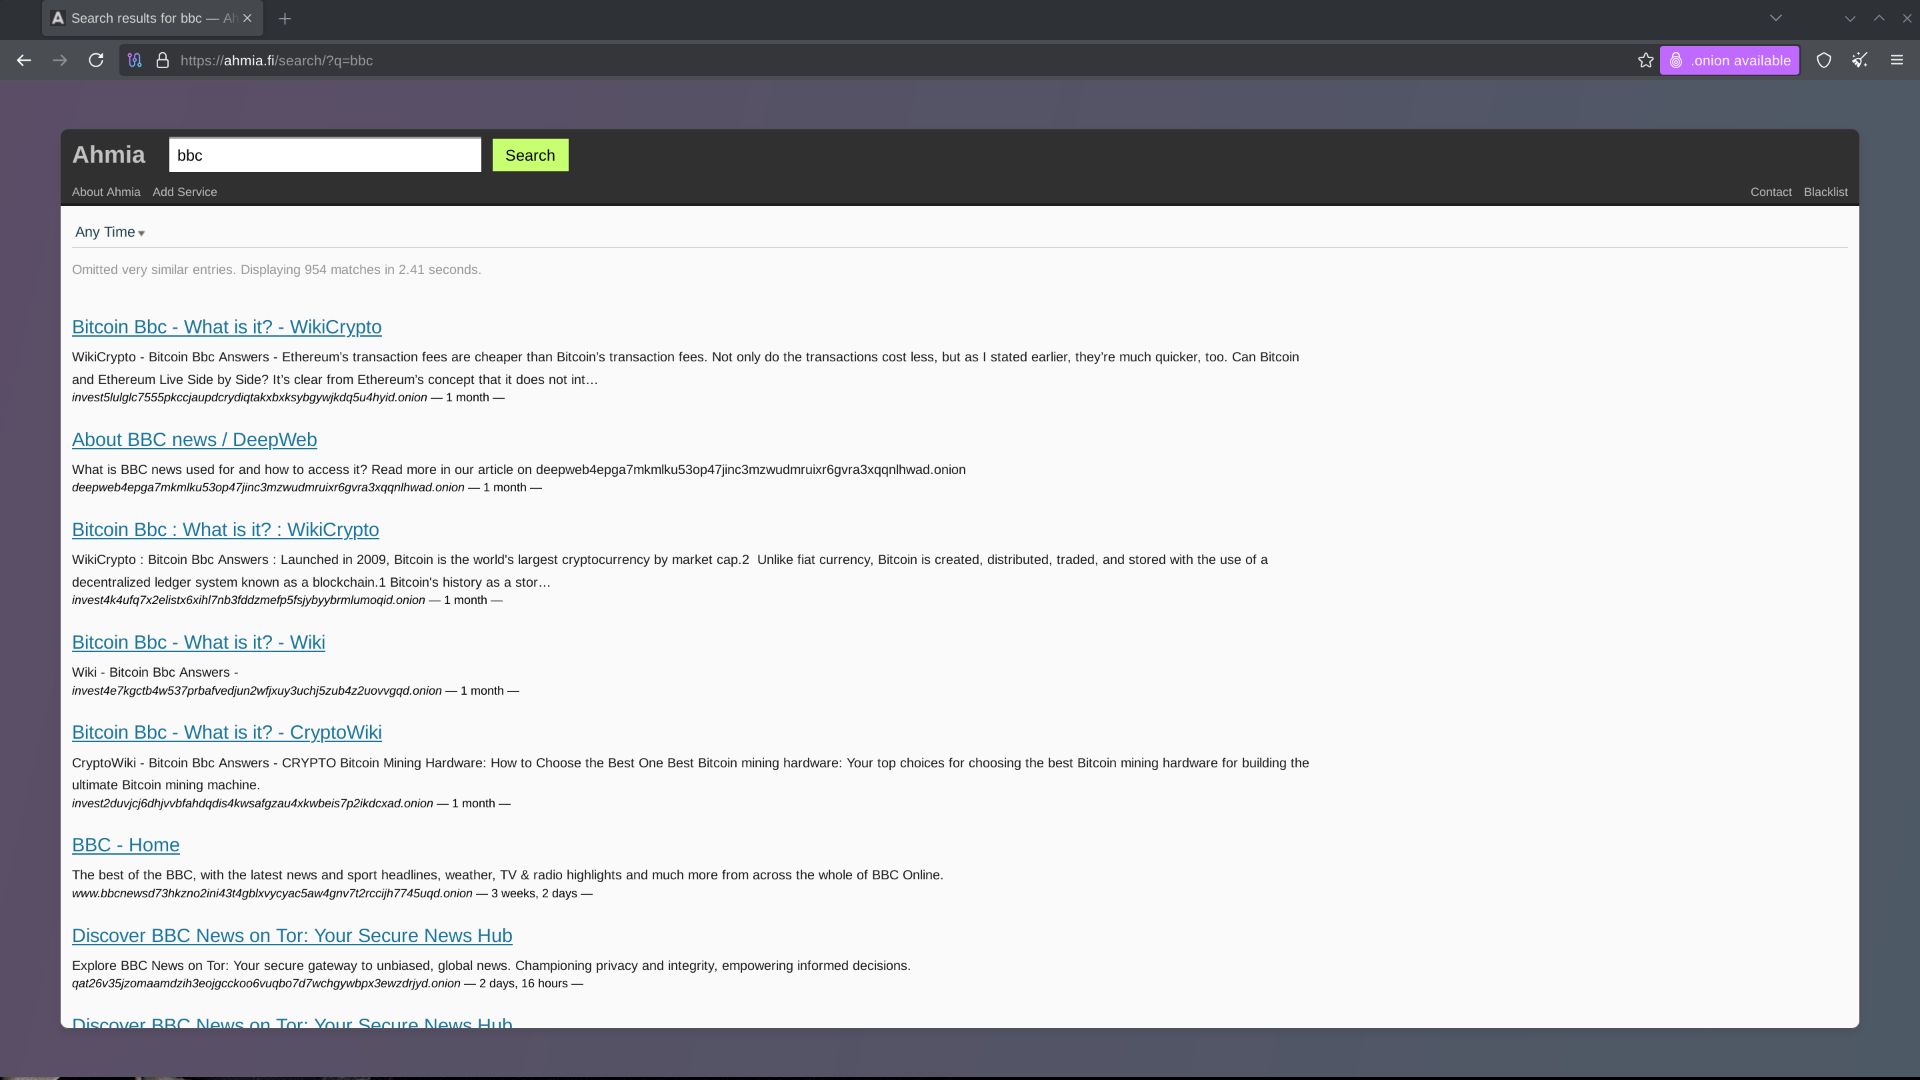 Search results for bbc — Ah
https://ahmia.fi/search/?q=bbc
.onion available
Ahmia
bbc
Search
About Ahmia Add Service
Contact Blacklist
Any Time
Omitted very similar entries. Displaying 954 matches in 2.41 seconds.
Bitcoin Bbc - What is it? - WikiCrypto
WikiCrypto - Bitcoin Bbc Answers - Ethereum’s transaction fees are cheaper than Bitcoin’s transaction fees. Not only do the transactions cost less, but as I stated earlier, they’re much quicker, too. Can Bitcoin
and Ethereum Live Side by Side? It’s clear from Ethereum’s concept that it does not int…
invest5lulglc7555pkccjaupdcrydiqtakxbxksybgywjkdq5u4hyid.onion — 1 month —
About BBC news / DeepWeb
What is BBC news used for and how to access it? Read more in our article on deepweb4epga7mkmlku53op47jinc3mzwudmruixr6gvra3xqqnlhwad.onion
deepweb4epga7mkmlku53op47jinc3mzwudmruixr6gvra3xqqnlhwad.onion — 1 month —
Bitcoin Bbc : What is it? : WikiCrypto
WikiCrypto : Bitcoin Bbc Answers : Launched in 2009, Bitcoin is the world's largest cryptocurrency by market cap.2  Unlike fiat currency, Bitcoin is created, distributed, traded, and stored with the use of a
decentralized ledger system known as a blockchain.1 Bitcoin's history as a stor…
invest4k4ufq7x2elistx6xihl7nb3fddzmefp5fsjybyybrmlumoqid.onion — 1 month —
Bitcoin Bbc - What is it? - Wiki
Wiki - Bitcoin Bbc Answers -
invest4e7kgctb4w537prbafvedjun2wfjxuy3uchj5zub4z2uovvgqd.onion — 1 month —
Bitcoin Bbc - What is it? - CryptoWiki
CryptoWiki - Bitcoin Bbc Answers - CRYPTO Bitcoin Mining Hardware: How to Choose the Best One Best Bitcoin mining hardware: Your top choices for choosing the best Bitcoin mining hardware for building the
ultimate Bitcoin mining machine.
invest2duvjcj6dhjvvbfahdqdis4kwsafgzau4xkwbeis7p2ikdcxad.onion — 1 month —
BBC - Home
The best of the BBC, with the latest news and sport headlines, weather, TV & radio highlights and much more from across the whole of BBC Online.
www.bbcnewsd73hkzno2ini43t4gblxvycyac5aw4gnv7t2rccijh7745uqd.onion — 3 weeks, 2 days —
Discover BBC News on Tor: Your Secure News Hub
Explore BBC News on Tor: Your secure gateway to unbiased, global news. Championing privacy and integrity, empowering informed decisions.
qat26v35jzomaamdzih3eojgcckoo6vuqbo7d7wchgywbpx3ewzdrjyd.onion — 2 days, 16 hours —
Discover BBC News on Tor: Your Secure News Hub